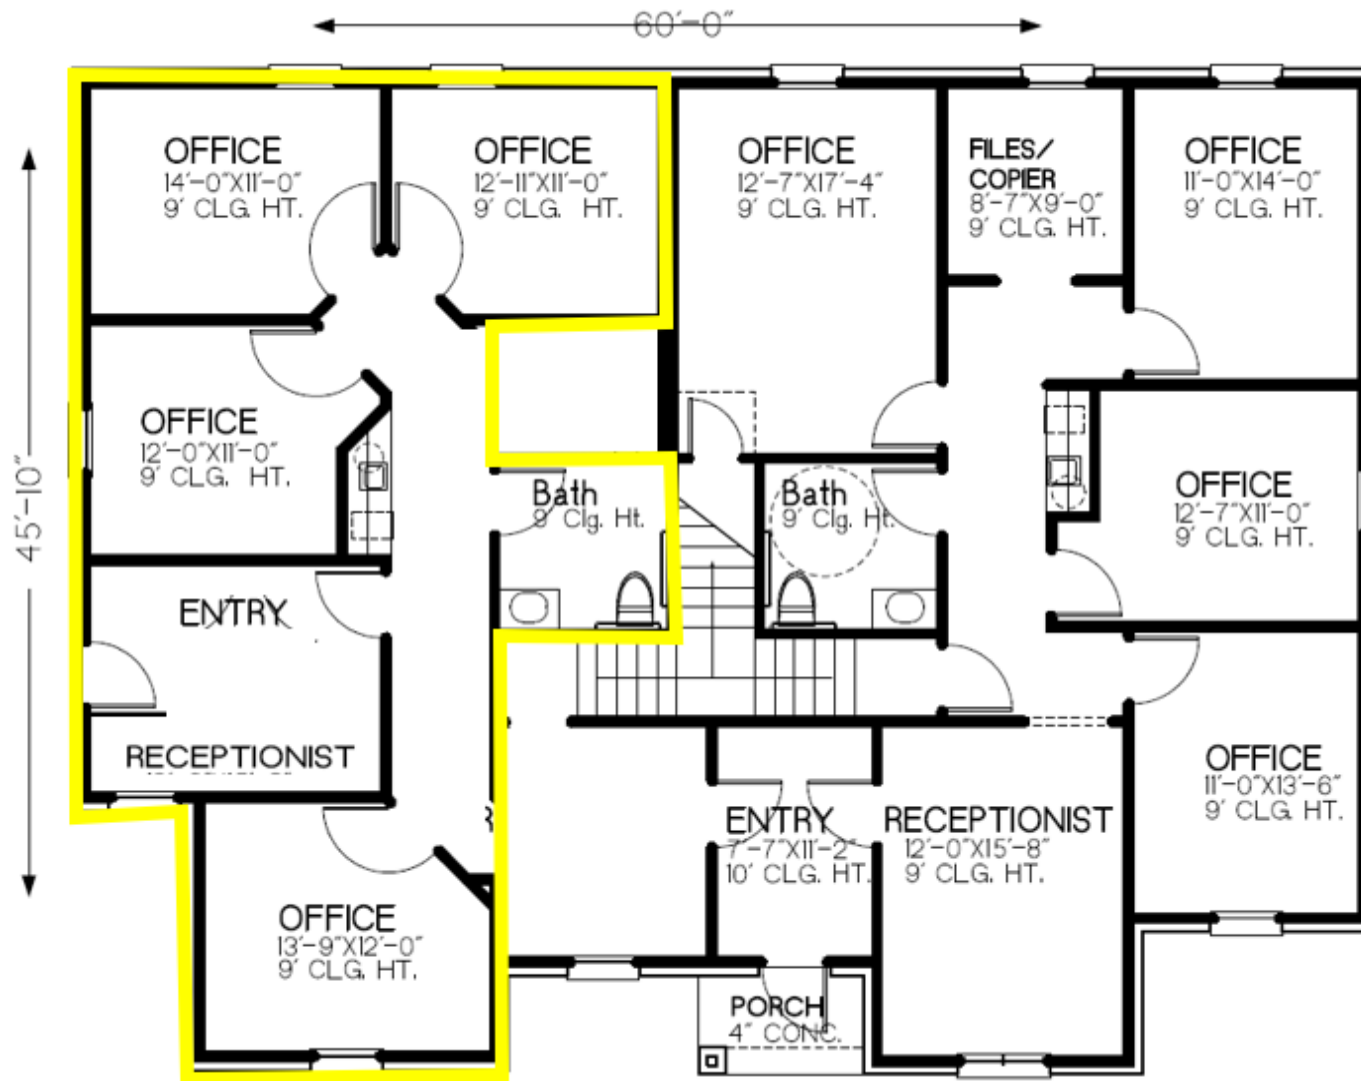 60'-0"
OFFICE
14'-0"X11'-0"
9' CLG. HT.
OFFICE
12'-11"X11'-0"
9' CLG. HT.
OFFICE
12'-7"X17'-4"
9' CLG. HT.
FILES/
COPIER
8'-7"X9'-0"
9' CLG. HT.
OFFICE
11'-0"X14'-0"
9' CLG. HT.
45'-10"
OFFICE
12'-0"X11'-0"
9' CLG. HT.
Bath
9' Clg. Ht.
Bath
9' Clg. Ht.
OFFICE
12'-7"X11'-0"
9' CLG. HT.
ENTRY
RECEPTIONIST
ENTRY
7'-7"X11'-2"
10' CLG. HT.
RECEPTIONIST
12'-0"X15'-8"
9' CLG. HT.
OFFICE
11'-0"X13'-6"
9' CLG. HT.
OFFICE
13'-9"X12'-0"
9' CLG. HT.
PORCH
4" CONC.